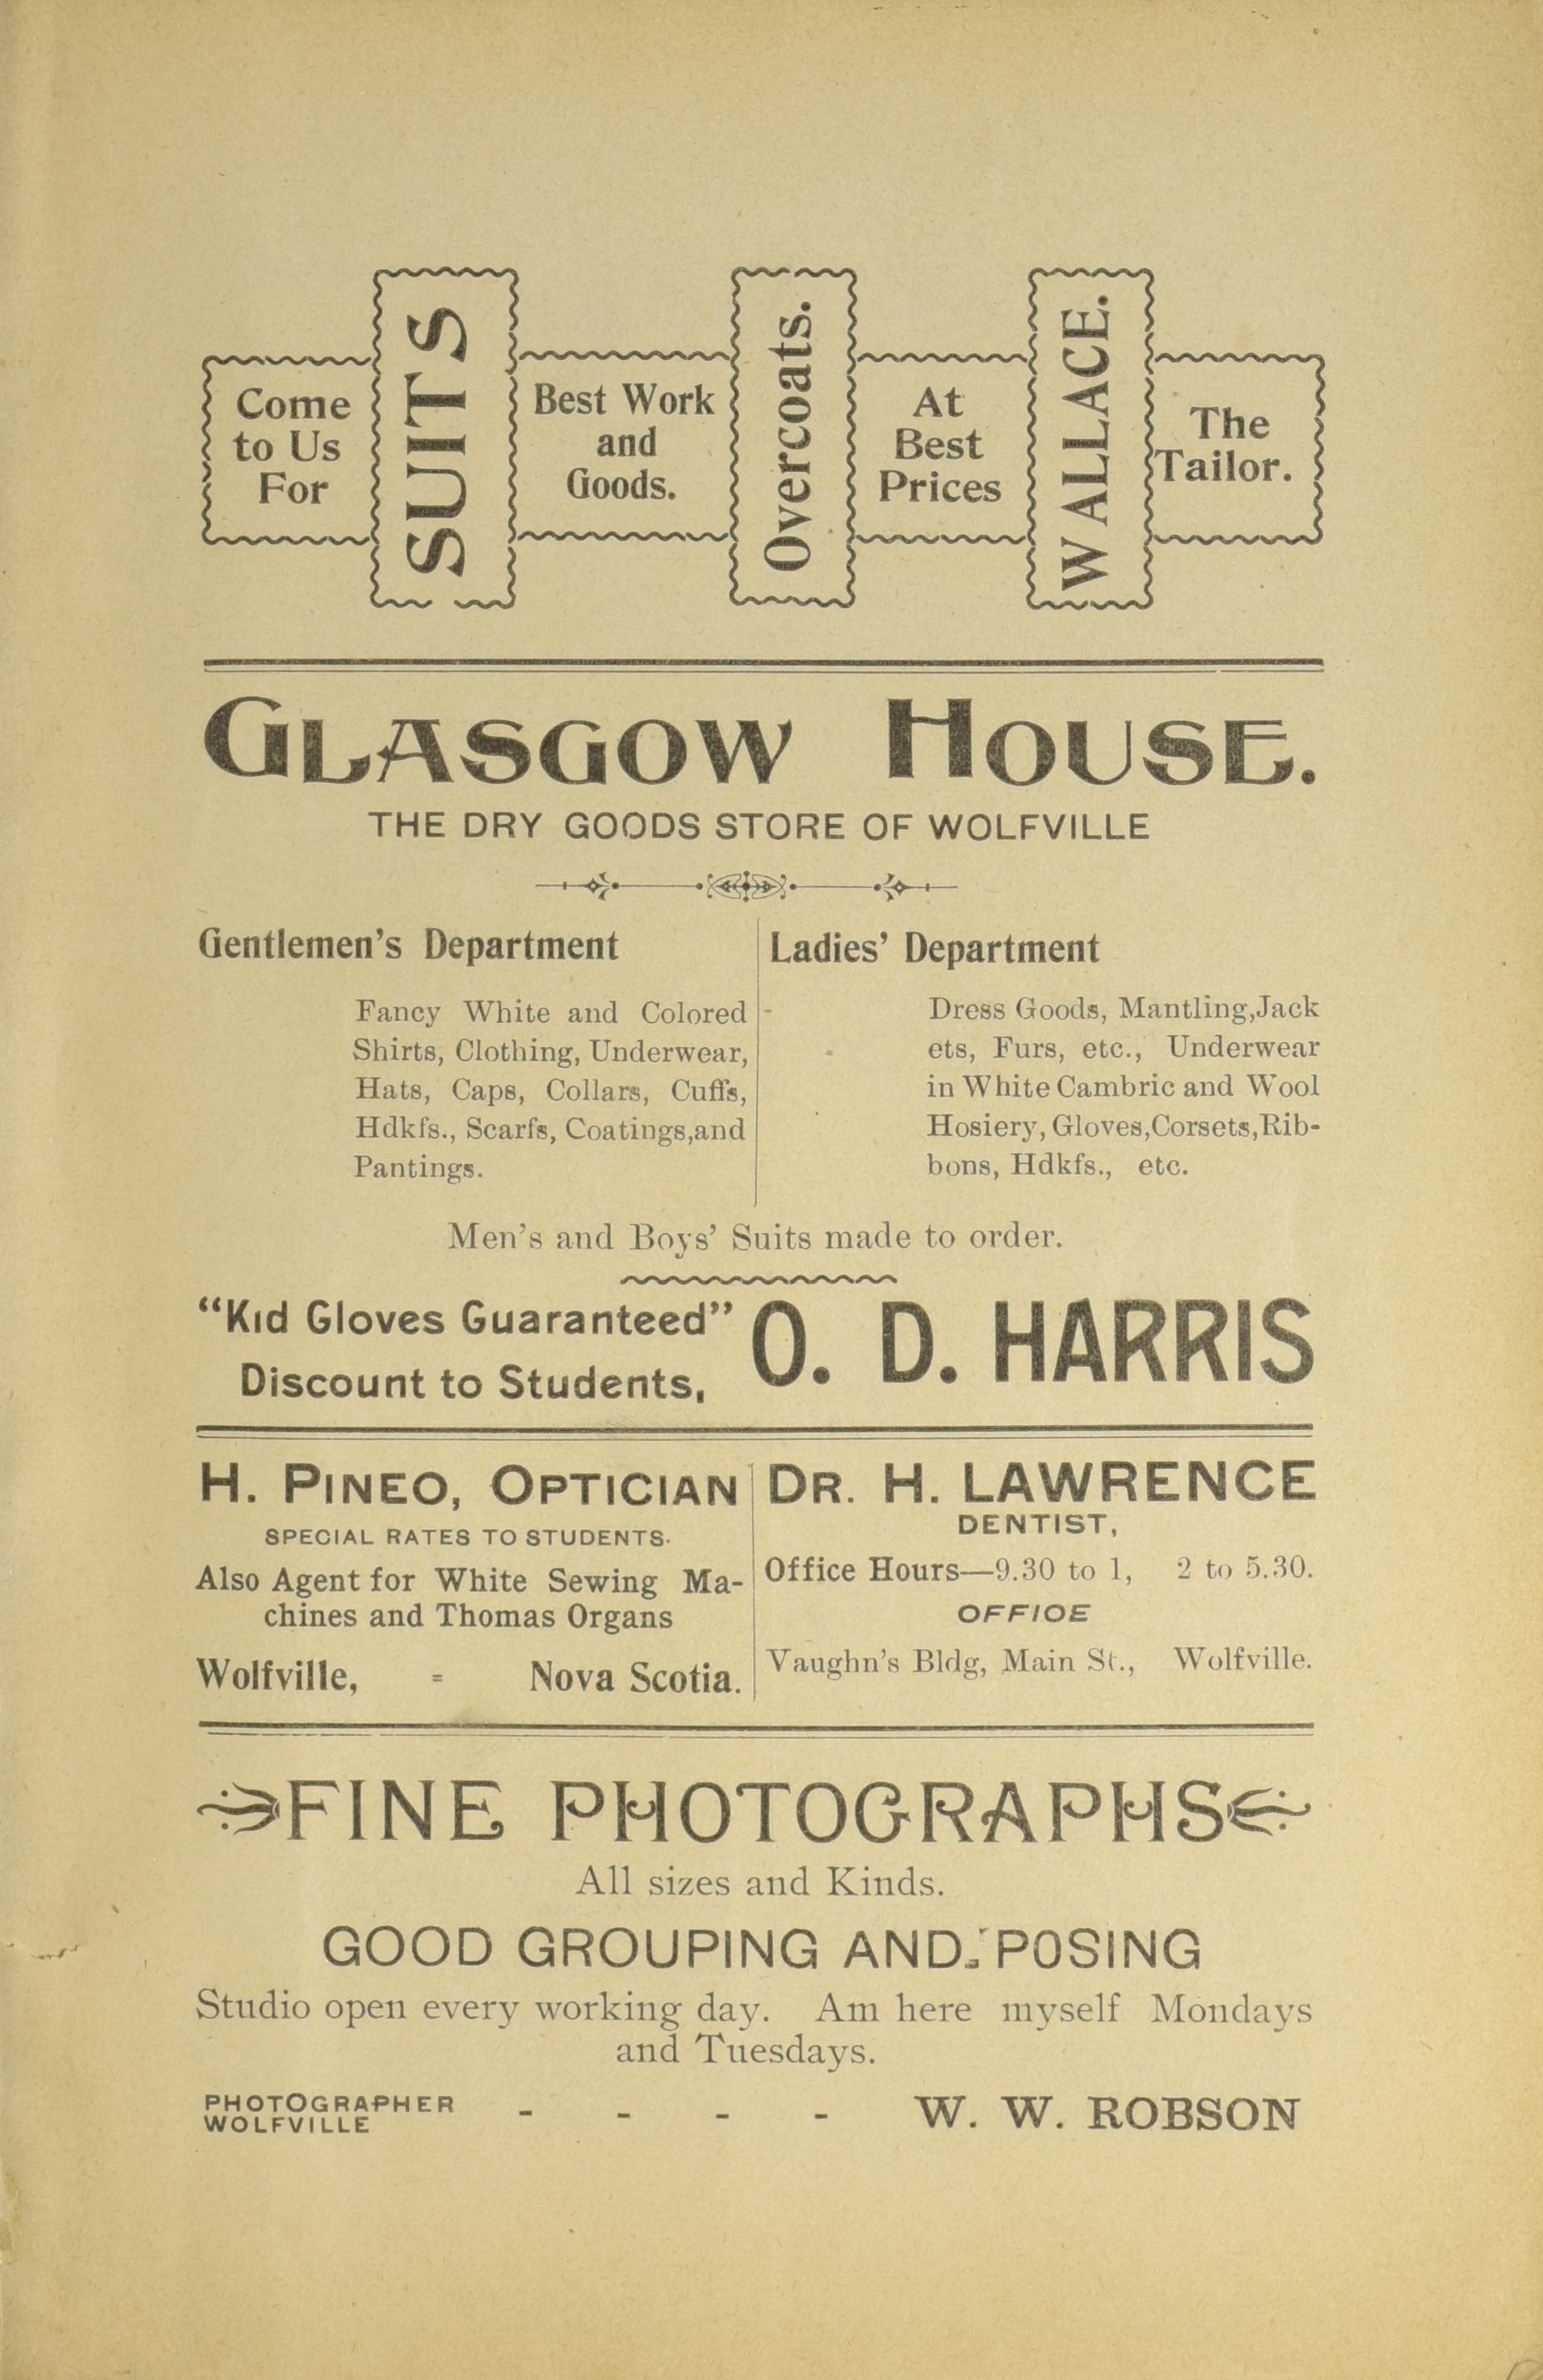 Come
to Us
For
SUITS
Best Work
and
Goods.
Overcoats.
At
Best
Prices
WALLACE.
The
Tailor.
GLASGOW HOUSE.
THE DRY GOODS STORE OF WOLFVILLE
Gentlemen's Department
Fancy White and Colored
Shirts, Clothing, Underwear,
Hats, Caps, Collars, Cuffs,
Hdkfs., Scarfs, Coatings,and
Pantings.
Ladies' Department
Dress Goods, Mantling,Jack
ets, Furs, etc., Underwear
in White Cambric and Wool
Hosiery, Gloves,Corsets,Rib-
bons, Hdkfs., etc.
Men's and Boys' Suits made to order.
"Kid Gloves Guaranteed"
Discount to Students,
O. D. HARRIS
H. PINEO, OPTICIAN
SPECIAL RATES TO STUDENTS.
Also Agent for White Sewing Ma-
chines and Thomas Organs
Wolfville, = Nova Scotia.
DR. H. LAWRENCE
DENTIST,
Office Hours—9.30 to 1, 2 to 5.30.
OFFIOE
Vaughn's Bldg, Main St., Wolfville.
FINE PHOTOGRAPHS
All sizes and Kinds.
GOOD GROUPING AND POSING
Studio open every working day. Am here myself Mondays
and Tuesdays.
PHOTOGRAPHER
WOLFVILLE
- - - - W. W. ROBSON